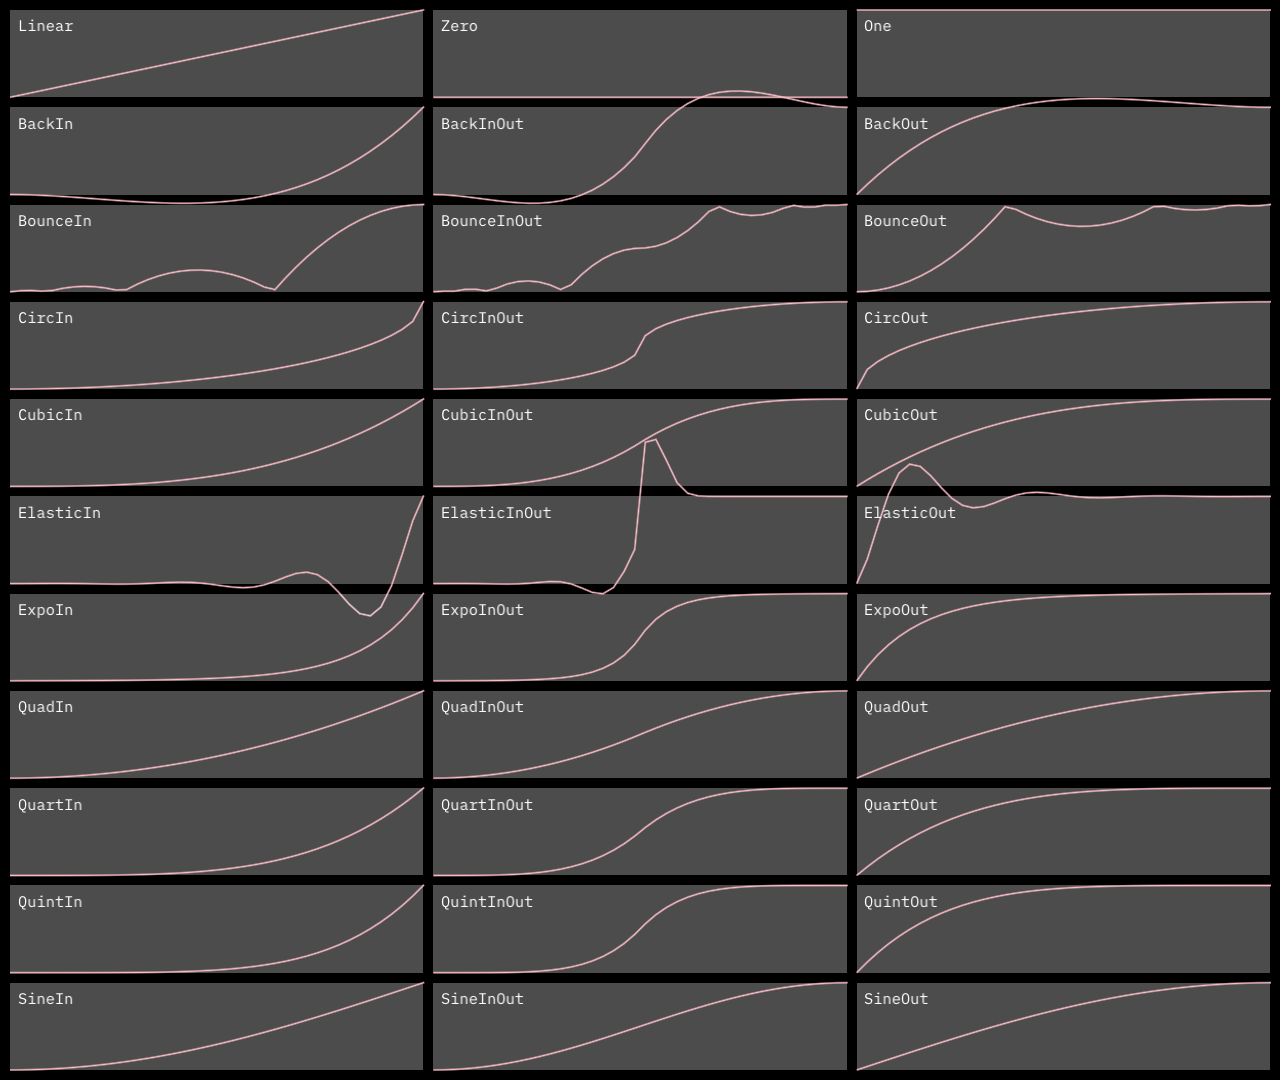 Linear
Zero
One
BackIn
BackInOut
BackOut
BounceIn
BounceInOut
BounceOut
CircIn
CircInOut
CircOut
CubicIn
CubicInOut
CubicOut
ElasticIn
ElasticInOut
ElasticOut
ExpoIn
ExpoInOut
ExpoOut
QuadIn
QuadInOut
QuadOut
QuartIn
QuartInOut
QuartOut
QuintIn
QuintInOut
QuintOut
SineIn
SineInOut
SineOut